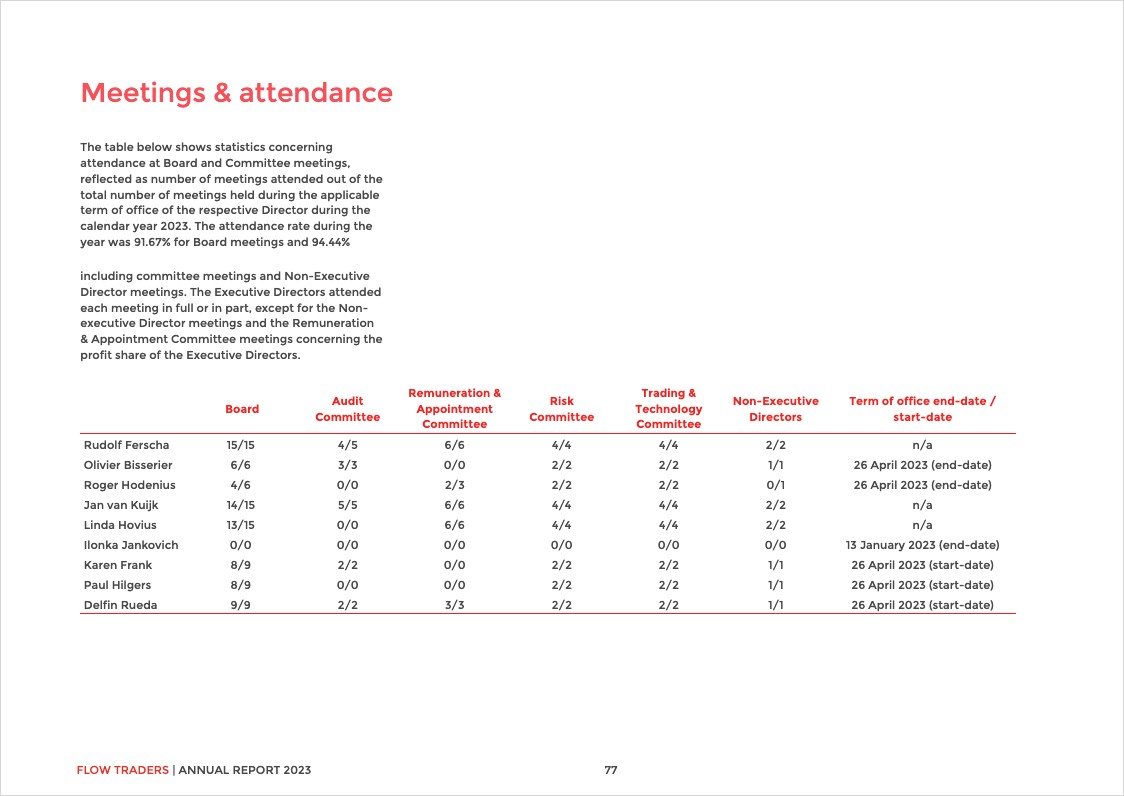 Meetings & attendance
The table below shows statistics concerning
attendance at Board and Committee meetings,
reflected as number of meetings attended out of the
total number of meetings held during the applicable
term of office of the respective Director during the
calendar year 2023. The attendance rate during the
year was 91.67% for Board meetings and 94.44%
including committee meetings and Non-Executive
Director meetings. The Executive Directors attended
each meeting in full or in part, except for the Non-
executive Director meetings and the Remuneration
& Appointment Committee meetings concerning the
profit share of the Executive Directors.
Board Audit Committee Remuneration & Appointment Committee Risk Committee Trading & Technology Committee Non-Executive Directors Term of office end-date / start-date
Rudolf Ferscha 15/15 4/5 6/6 4/4 4/4 2/2 n/a
Olivier Bisserier 6/6 3/3 0/0 2/2 2/2 1/1 26 April 2023 (end-date)
Roger Hodenius 4/6 0/0 2/3 2/2 2/2 0/1 26 April 2023 (end-date)
Jan van Kuijk 14/15 5/5 6/6 4/4 4/4 2/2 n/a
Linda Hovius 13/15 0/0 6/6 4/4 4/4 2/2 n/a
Ilonka Jankovich 0/0 0/0 0/0 0/0 0/0 0/0 13 January 2023 (end-date)
Karen Frank 8/9 2/2 0/0 2/2 2/2 1/1 26 April 2023 (start-date)
Paul Hilgers 8/9 0/0 0/0 2/2 2/2 1/1 26 April 2023 (start-date)
Delfin Rueda 9/9 2/2 3/3 2/2 2/2 1/1 26 April 2023 (start-date)
FLOW TRADERS | ANNUAL REPORT 2023 77